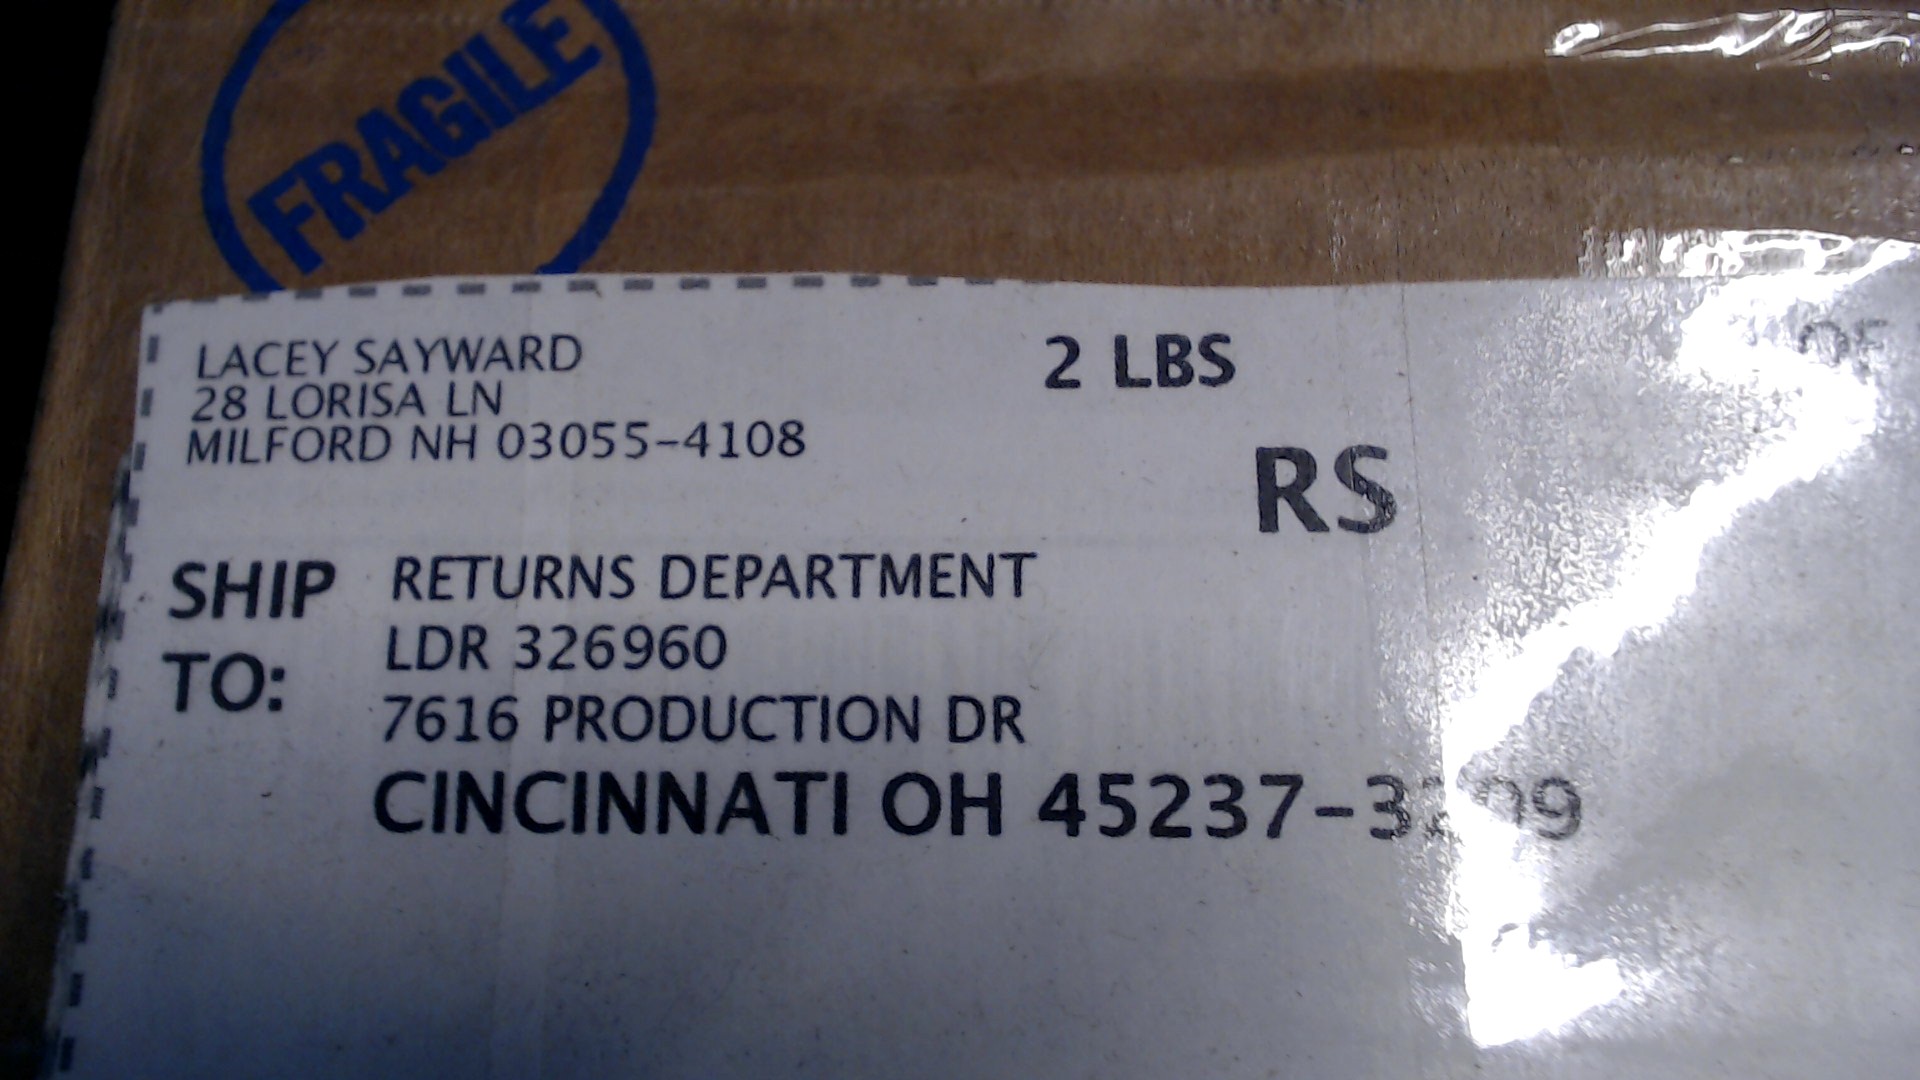 FRAGILE
LACEY SAYWARD
28 LORISA LN
MILFORD NH 03055-4108
2 LBS
OF
RS
SHIP TO:
RETURNS DEPARTMENT
LDR 326960
7616 PRODUCTION DR
CINCINNATI OH